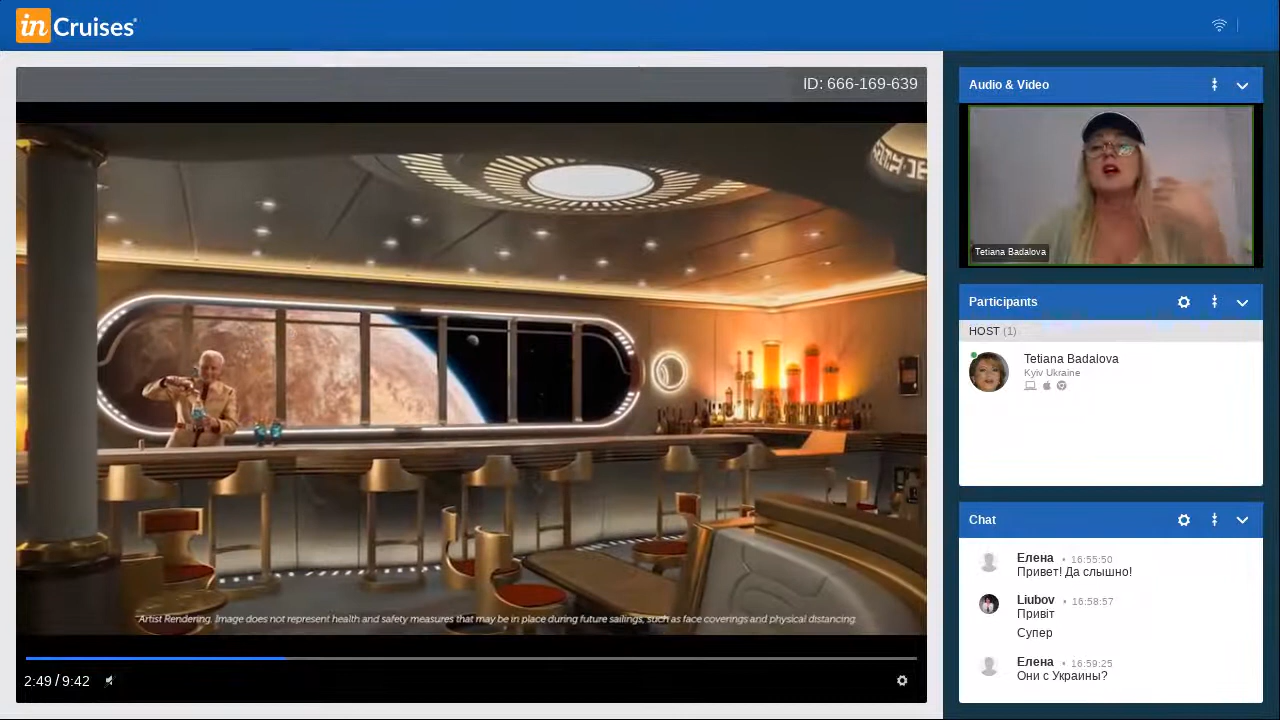 in Cruises®
ID: 666-169-639
Artist Rendering. Image does not represent health and safety measures that may be in place during future sailings, such as face coverings and physical distancing.
2:49 / 9:42
Audio & Video
Tetiana Badalova
Participants
HOST (1)
Tetiana Badalova
Kyiv Ukraine
Chat
Елена • 16:55:50
Привет! Да слышно!
Liubov • 16:58:57
Привіт
Супер
Елена • 16:59:25
Они с Украины?